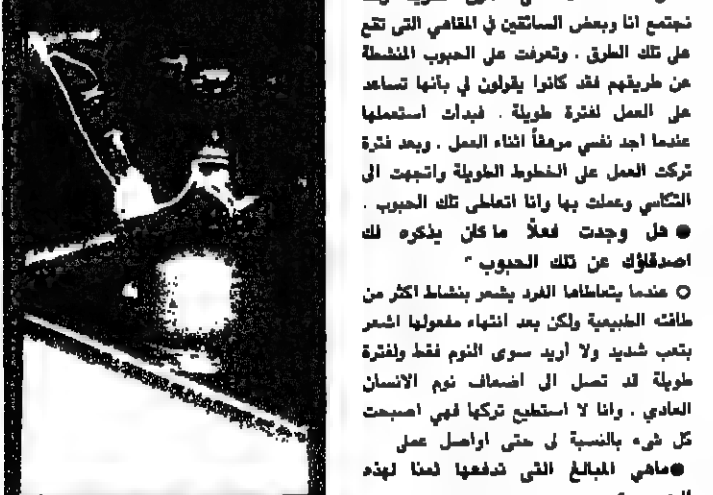 نجتمع انا وبعض السائقين في المقاهي التي تقع
على تلك الطرق . وتعرفت على الحبوب المنشطة
عن طريقهم فقد كانوا يقولون لي بأنها تساعد
على العمل لفترة طويلة . فبدأت استعملها
عندما اجد نفسي مرهقاً اثناء العمل . وبعد فترة
تركت العمل على الخطوط الطويلة واتجهت الى
التكاسي وعملت بها وانا اتعاطى تلك الحبوب .
● هل وجدت فعلاً ماكان يذكره لك
اصدقاؤك عن تلك الحبوب "
○ عندما يتعاطاها الفرد يشعر بنشاط اكثر من
طاقته الطبيعية ولكن بعد انتهاء مفعولها اشعر
بتعب شديد ولا أريد سوى النوم فقط ولفترة
طويلة قد تصل الى اضعاف نوم الانسان
العادي . وانا لا استطيع تركها فهي اصبحت
كل شيء بالنسبة لي حتى اواصل عملي
●ماهي المبالغ التي تدفعها ثمنا لهذه